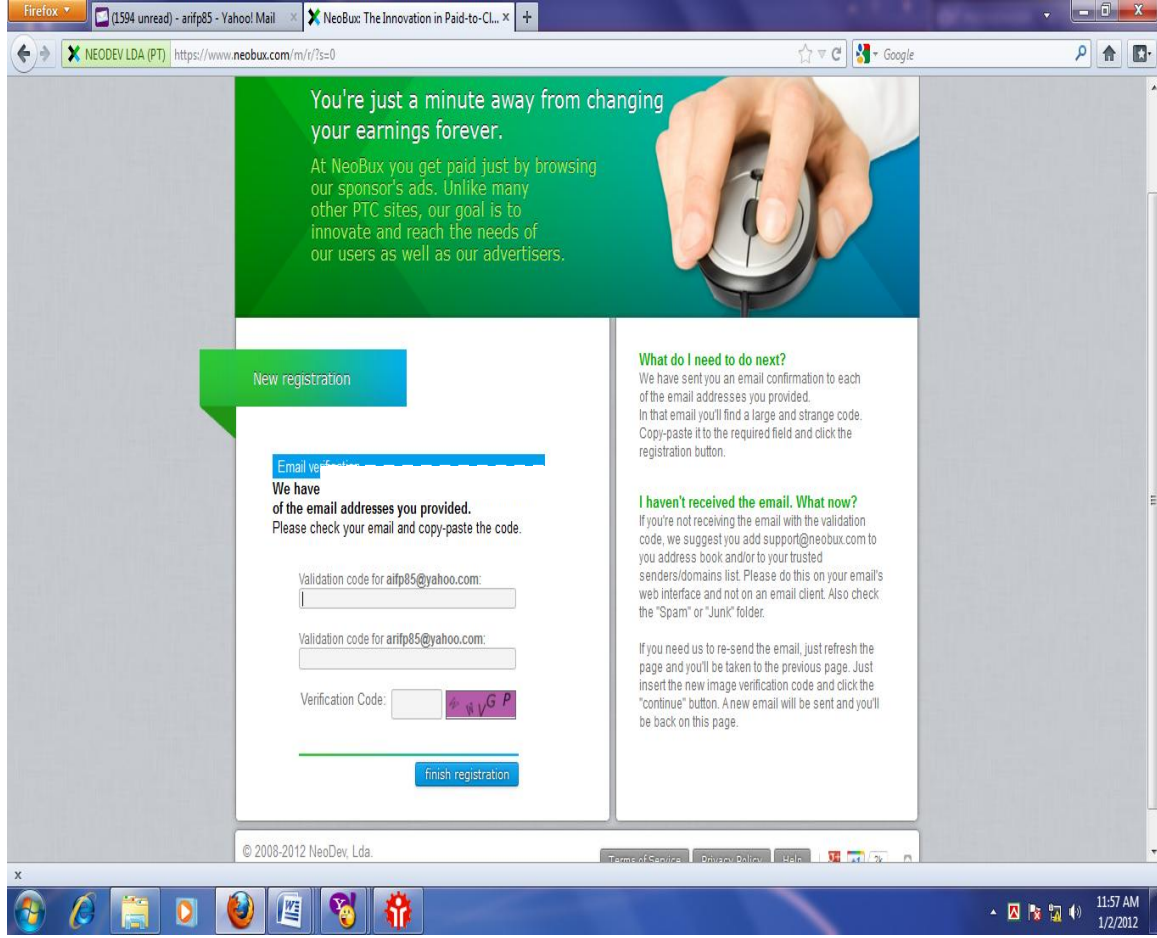 Firefox
(1594 unread) - arifp85 - Yahoo! Mail
NeoBux: The Innovation in Paid-to-Cl...
NEODEV LDA (PT) https://www.neobux.com/m/r/?s=0
Google
You're just a minute away from changing
your earnings forever.
At NeoBux you get paid just by browsing
our sponsor's ads. Unlike many
other PTC sites, our goal is to
innovate and reach the needs of
our users as well as our advertisers.
New registration
Email verification
We have
of the email addresses you provided.
Please check your email and copy-paste the code.
Validation code for aifp85@yahoo.com:
Validation code for arifp85@yahoo.com:
Verification Code:
finish registration
What do I need to do next?
We have sent you an email confirmation to each
of the email addresses you provided.
In that email you'll find a large and strange code.
Copy-paste it to the required field and click the
registration button.
I haven't received the email. What now?
If you're not receiving the email with the validation
code, we suggest you add support@neobux.com to
you address book and/or to your trusted
senders/domains list. Please do this on your email's
web interface and not on an email client. Also check
the "Spam" or "Junk" folder.
If you need us to re-send the email, just refresh the
page and you'll be taken to the previous page. Just
insert the new image verification code and click the
"continue" button. A new email will be sent and you'll
be back on this page.
© 2008-2012 NeoDev, Lda.
Terms of Service Privacy Policy Help
x
11:57 AM
1/2/2012